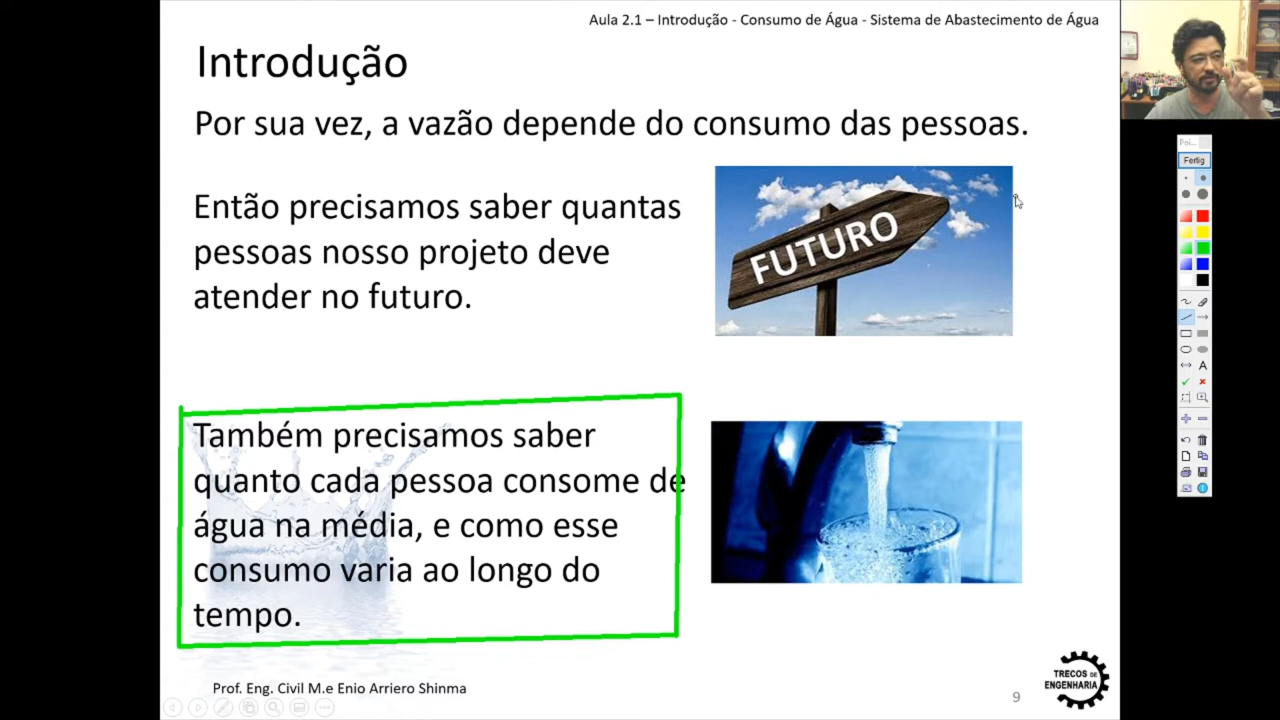 Aula 2.1 – Introdução - Consumo de Água - Sistema de Abastecimento de Água
Introdução
Por sua vez, a vazão depende do consumo das pessoas.
Então precisamos saber quantas
pessoas nosso projeto deve
atender no futuro.
FUTURO
Também precisamos saber
quanto cada pessoa consome de
água na média, e como esse
consumo varia ao longo do
tempo.
Prof. Eng. Civil M.e Enio Arriero Shinma
TRECOS DE
ENGENHARIA
9
Poi...
Fertig
A